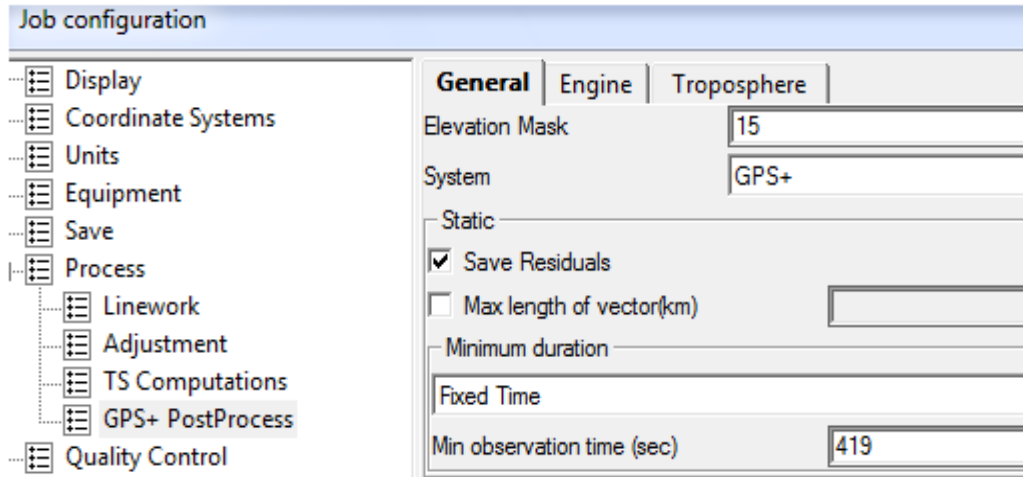 Job configuration
Display
Coordinate Systems
Units
Equipment
Save
Process
Linework
Adjustment
TS Computations
GPS+ PostProcess
Quality Control
General Engine Troposphere
Elevation Mask 15
System GPS+
Static
Save Residuals
Max length of vector(km)
Minimum duration
Fixed Time
Min observation time (sec) 419